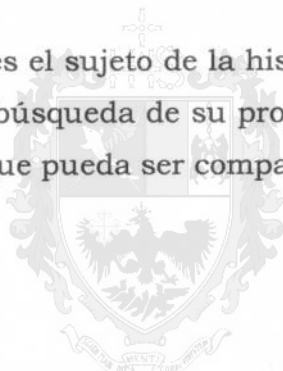 es el sujeto de la his
búsqueda de su pro
ue pueda ser compa